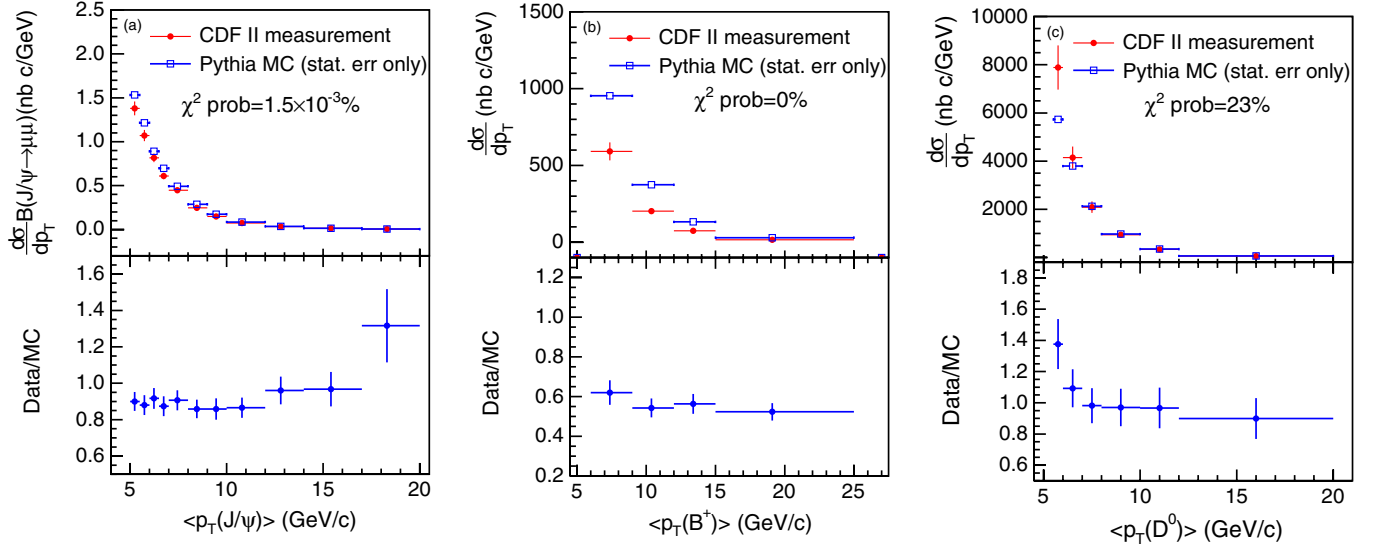 (a)
CDF II measurement
Pythia MC (stat. err only)
χ² prob=1.5×10⁻³%
dσ/dp_T B(J/ψ→μμ)(nb c/GeV)
2.5
2.0
1.5
1.0
0.5
0.0
Data/MC
1.6
1.4
1.2
1.0
0.8
0.6
5 10 15 20
<p_T(J/ψ)> (GeV/c)
(b)
CDF II measurement
Pythia MC (stat. err only)
χ² prob=0%
dσ/dp_T (nb c/GeV)
1500
1000
500
0
Data/MC
1.2
1.0
0.8
0.6
0.4
0.2
5 10 15 20 25
<p_T(B⁺)> (GeV/c)
(c)
CDF II measurement
Pythia MC (stat. err only)
χ² prob=23%
dσ/dp_T (nb c/GeV)
10000
8000
6000
4000
2000
Data/MC
1.8
1.6
1.4
1.2
1.0
0.8
0.6
5 10 15 20
<p_T(D⁰)> (GeV/c)